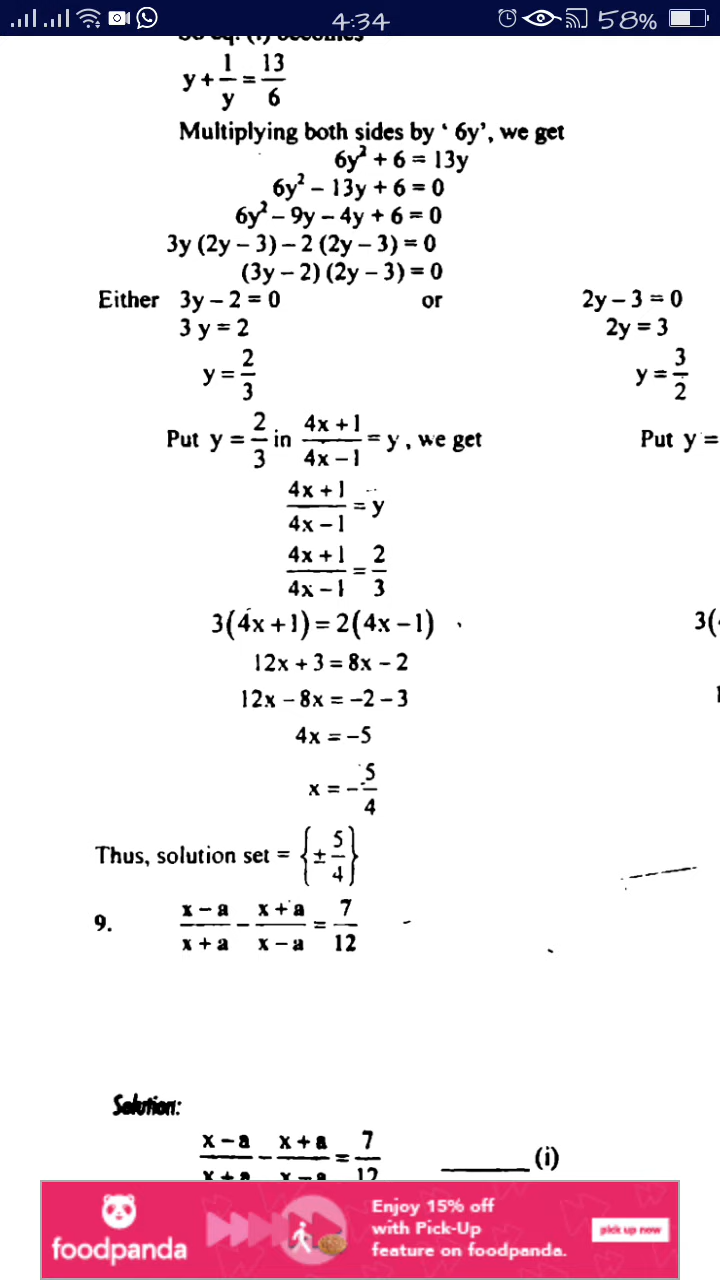 4:34 58%
y + 1/y = 13/6
Multiplying both sides by ‘ 6y’, we get
6y² + 6 = 13y
6y² – 13y + 6 = 0
6y² – 9y – 4y + 6 = 0
3y (2y – 3) – 2 (2y – 3) = 0
(3y – 2) (2y – 3) = 0
Either 3y – 2 = 0 or 2y – 3 = 0
3 y = 2 2y = 3
y = 2/3 y = 3/2
Put y = 2/3 in (4x + 1)/(4x – 1) = y , we get Put y =
(4x + 1)/(4x – 1) = y
(4x + 1)/(4x – 1) = 2/3
3(4x + 1) = 2(4x – 1) 3(
12x + 3 = 8x – 2
12x – 8x = –2 – 3
4x = –5
x = –5/4
Thus, solution set = {± 5/4}
9. (x – a)/(x + a) – (x + a)/(x – a) = 7/12
Solution:
(x – a)/(x + a) – (x + a)/(x – a) = 7/12 ______ (i)
foodpanda
Enjoy 15% off
with Pick-Up
feature on foodpanda.
pick up now